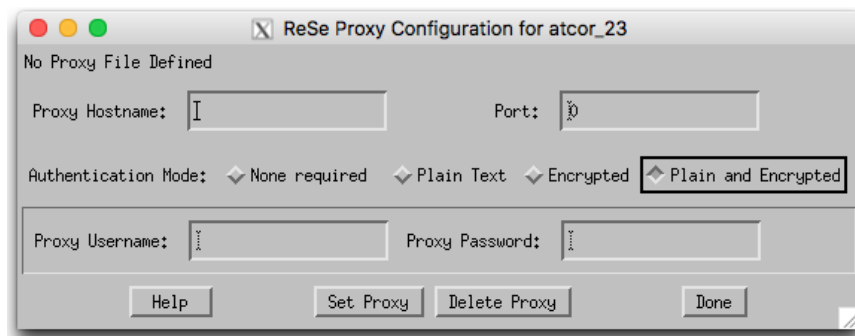 ReSe Proxy Configuration for atcor_23
No Proxy File Defined
Proxy Hostname: Port: 0
Authentication Mode: None required Plain Text Encrypted Plain and Encrypted
Proxy Username: Proxy Password:
Help Set Proxy Delete Proxy Done